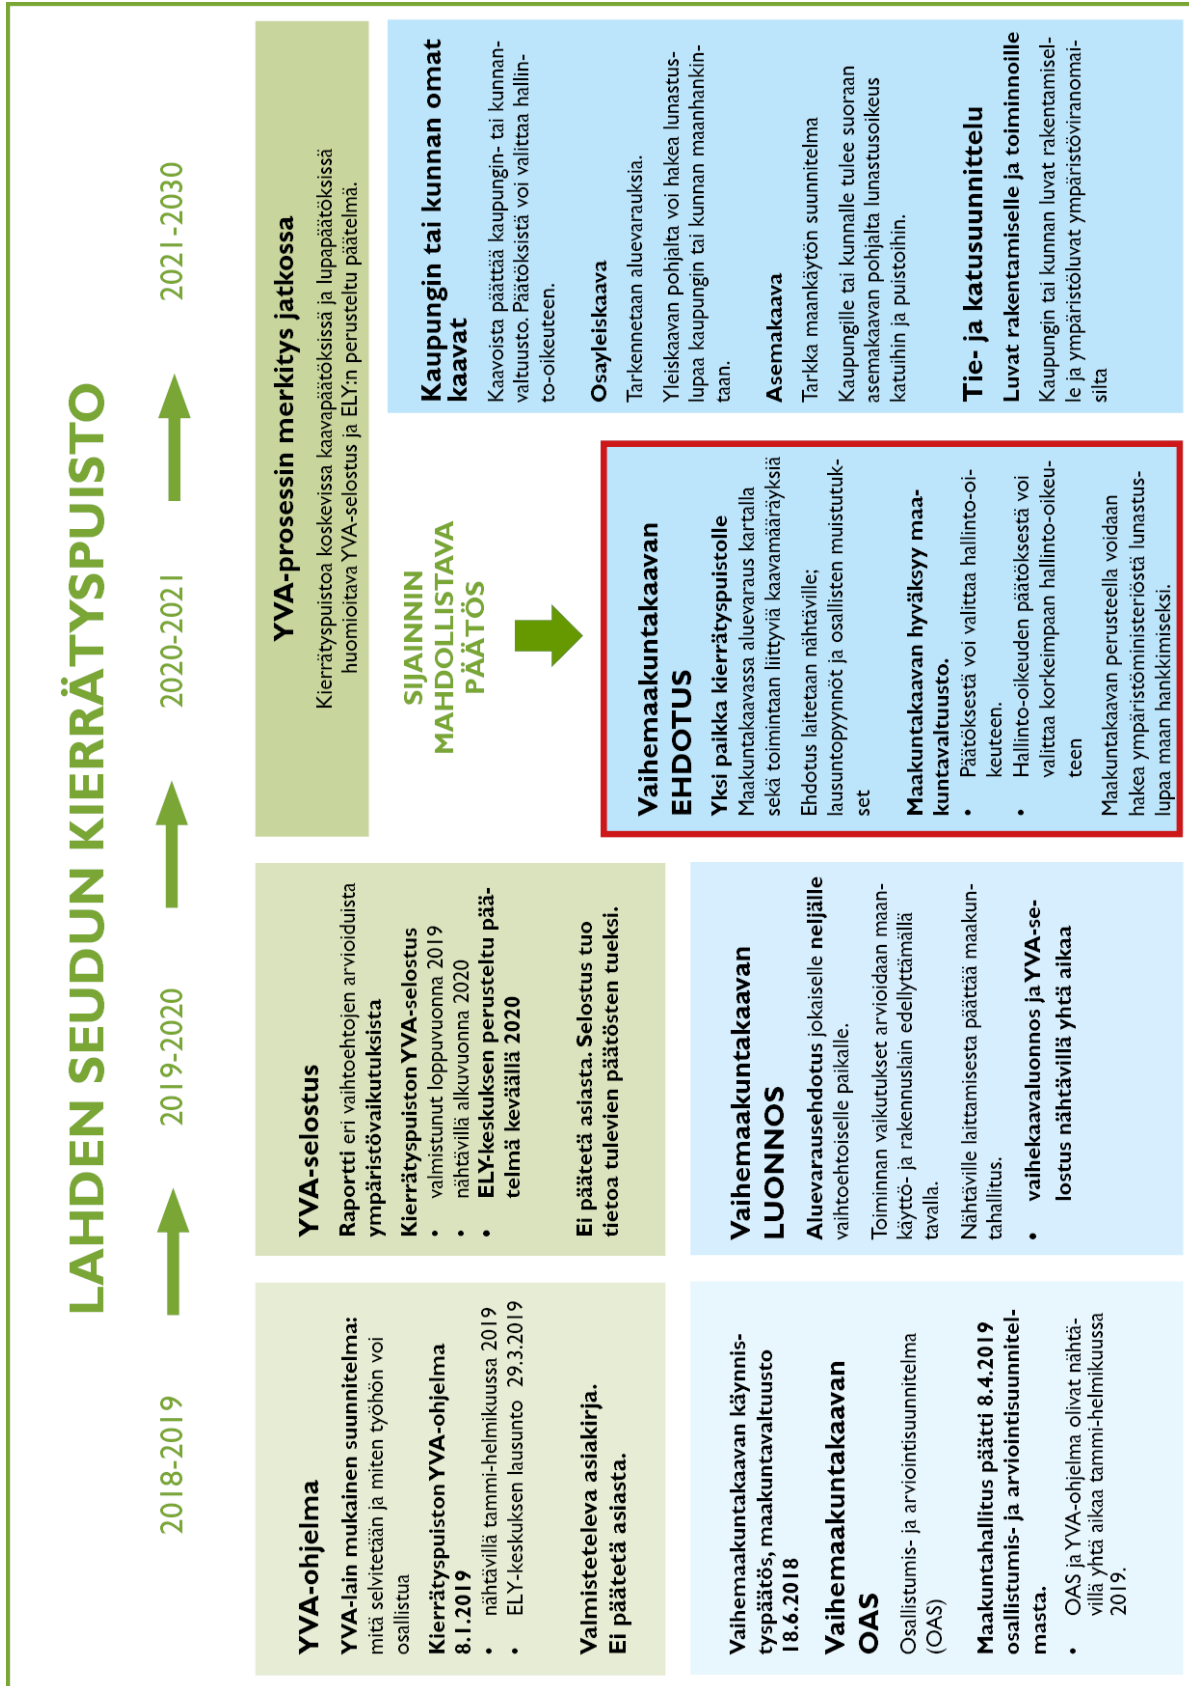 LAHDEN SEUDUN KIERRÄTYSPUISTO
2018-2019
2019-2020
2020-2021
2021-2030
YVA-ohjelma
YVA-lain mukainen suunnitelma:
mitä selvitetään ja miten työhön voi
osallistua
Kierrätyspuiston YVA-ohjelma
8.1.2019
• nähtävillä tammi-helmikuussa 2019
• ELY-keskuksen lausunto 29.3.2019
Valmisteleva asiakirja.
Ei päätetä asiasta.
YVA-selostus
Raportti eri vaihtoehtojen arvioiduista
ympäristövaikutuksista
Kierrätyspuiston YVA-selostus
• valmistunut loppuvuonna 2019
• nähtävillä alkuvuonna 2020
• ELY-keskuksen perusteltu pää-
telmä keväällä 2020
Ei päätetä asiasta. Selostus tuo
tietoa tulevien päätösten tueksi.
YVA-prosessin merkitys jatkossa
Kierrätyspuistoa koskevissa kaavapäätöksissä ja lupapäätöksissä
huomioitava YVA-selostus ja ELY:n perusteltu päätelmä.
Vaihemaakuntakaavan käynnis-
tyspäätös, maakuntavaltuusto
18.6.2018
Vaihemaakuntakaavan
OAS
Osallistumis- ja arviointisuunnitelma
(OAS)
Maakuntahallitus päätti 8.4.2019
osallistumis- ja arviointisuunnitel-
masta.
• OAS ja YVA-ohjelma olivat nähtä-
villä yhtä aikaa tammi-helmikuussa
2019.
Vaihemaakuntakaavan
LUONNOS
Aluevarausehdotus jokaiselle neljälle
vaihtoehtoiselle paikalle.
Toiminnan vaikutukset arvioidaan maan-
käyttö- ja rakennuslain edellyttämällä
tavalla.
Nähtäville laittamisesta päättää maakun-
tahallitus.
• vaihekaavaluonnos ja YVA-se-
lostus nähtävillä yhtä aikaa
SIJAINNIN
MAHDOLLISTAVA
PÄÄTÖS
Vaihemaakuntakaavan
EHDOTUS
Yksi paikka kierrätyspuistolle
Maakuntakaavassa aluevaraus kartalla
sekä toimintaan liittyviä kaavamääräyksiä
Ehdotus laitetaan nähtäville;
lausuntopyynnöt ja osallisten muistutuk-
set
Maakuntakaavan hyväksyy maa-
kuntavaltuusto.
• Päätöksestä voi valittaa hallinto-oi-
keuteen.
• Hallinto-oikeuden päätöksestä voi
valittaa korkeimpaan hallinto-oikeu-
teen
Maakuntakaavan perusteella voidaan
hakea ympäristöministeriöstä lunastus-
lupaa maan hankkimiseksi.
Kaupungin tai kunnan omat
kaavat
Kaavoista päättää kaupungin- tai kunnan-
valtuusto. Päätöksistä voi valittaa hallin-
to-oikeuteen.
Osayleiskaava
Tarkennetaan aluevarauksia.
Yleiskaavan pohjalta voi hakea lunastus-
lupaa kaupungin tai kunnan maanhankin-
taan.
Asemakaava
Tarkka maankäytön suunnitelma
Kaupungille tai kunnalle tulee suoraan
asemakaavan pohjalta lunastusoikeus
katuihin ja puistoihin.
Tie- ja katusuunnittelu
Luvat rakentamiselle ja toiminnoille
Kaupungin tai kunnan luvat rakentamisel-
le ja ympäristöluvat ympäristöviranomai-
silta